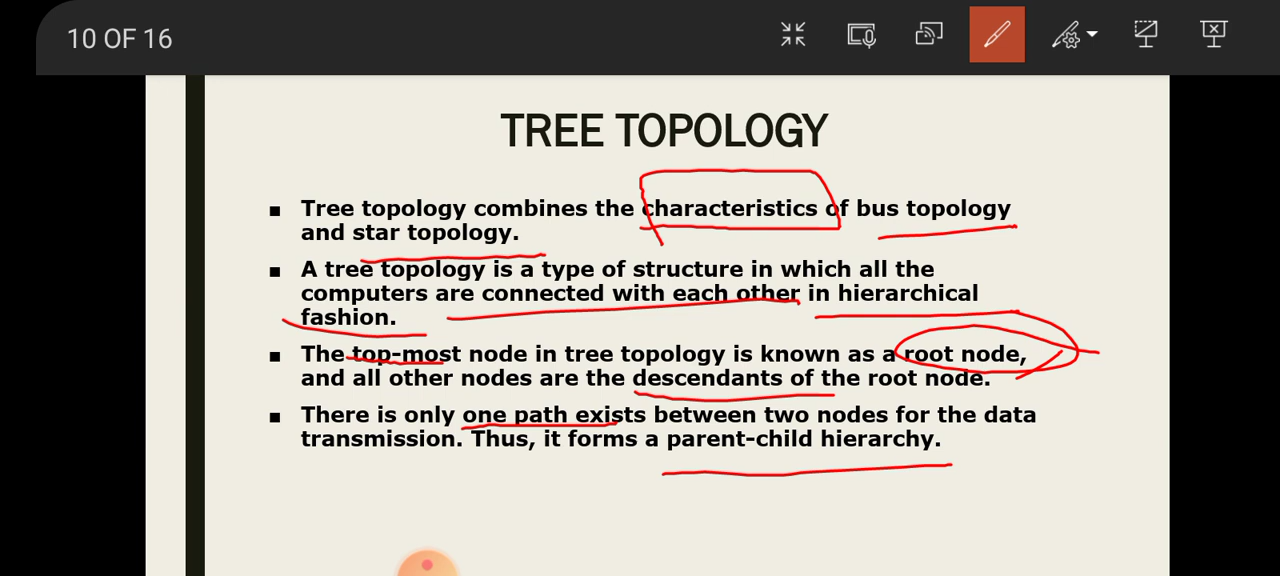 10 OF 16
TREE TOPOLOGY
▪ Tree topology combines the characteristics of bus topology
and star topology.
▪ A tree topology is a type of structure in which all the
computers are connected with each other in hierarchical
fashion.
▪ The top-most node in tree topology is known as a root node,
and all other nodes are the descendants of the root node.
▪ There is only one path exists between two nodes for the data
transmission. Thus, it forms a parent-child hierarchy.